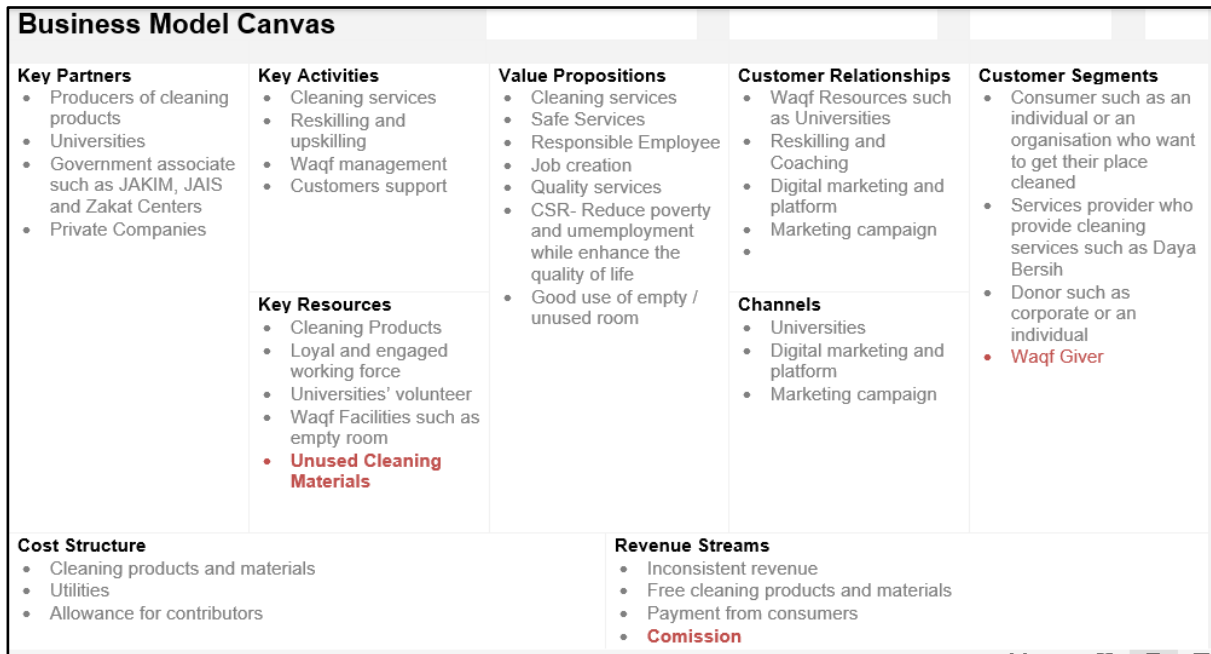 Business Model Canvas
Key Partners
• Producers of cleaning
products
• Universities
• Government associate
such as JAKIM, JAIS
and Zakat Centers
• Private Companies
Key Activities
• Cleaning services
• Reskilling and
upskilling
• Waqf management
• Customers support
Key Resources
• Cleaning Products
• Loyal and engaged
working force
• Universities' volunteer
• Waqf Facilities such as
empty room
• Unused Cleaning
Materials
Value Propositions
• Cleaning services
• Safe Services
• Responsible Employee
• Job creation
• Quality services
• CSR- Reduce poverty
and umemployment
while enhance the
quality of life
• Good use of empty /
unused room
Customer Relationships
• Waqf Resources such
as Universities
• Reskilling and
Coaching
• Digital marketing and
platform
• Marketing campaign
•
Channels
• Universities
• Digital marketing and
platform
• Marketing campaign
Customer Segments
• Consumer such as an
individual or an
organisation who want
to get their place
cleaned
• Services provider who
provide cleaning
services such as Daya
Bersih
• Donor such as
corporate or an
individual
• Waqf Giver
Cost Structure
• Cleaning products and materials
• Utilities
• Allowance for contributors
Revenue Streams
• Inconsistent revenue
• Free cleaning products and materials
• Payment from consumers
• Comission